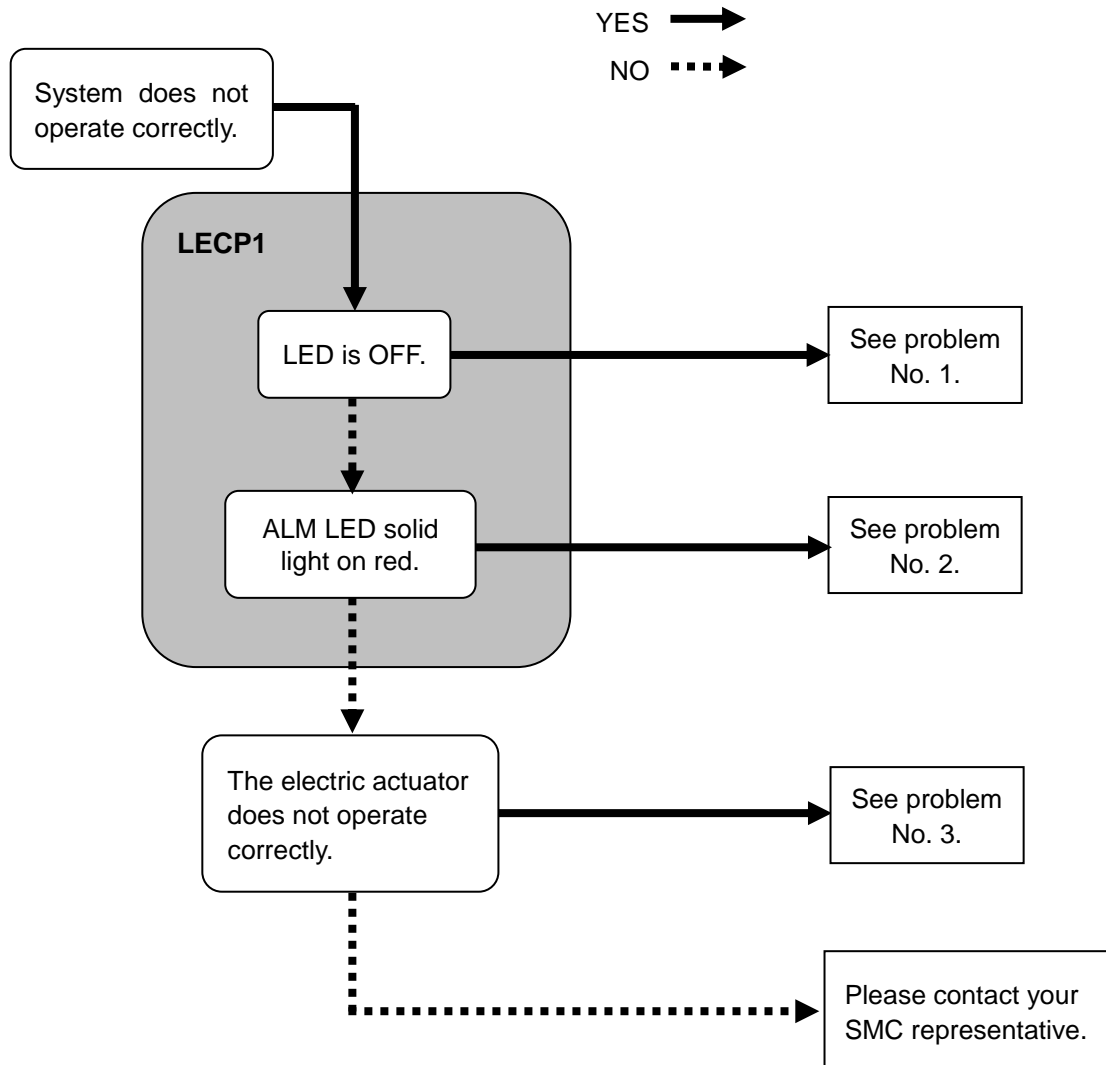 YES
NO
System does not
operate correctly.
LECP1
LED is OFF.
See problem
No. 1.
ALM LED solid
light on red.
See problem
No. 2.
The electric actuator
does not operate
correctly.
See problem
No. 3.
Please contact your
SMC representative.